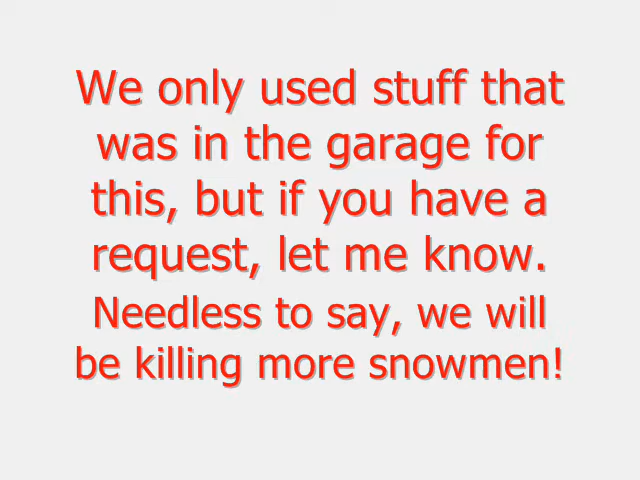 We only used stuff that
was in the garage for
this, but if you have a
request, let me know.
Needless to say, we will
be killing more snowmen!